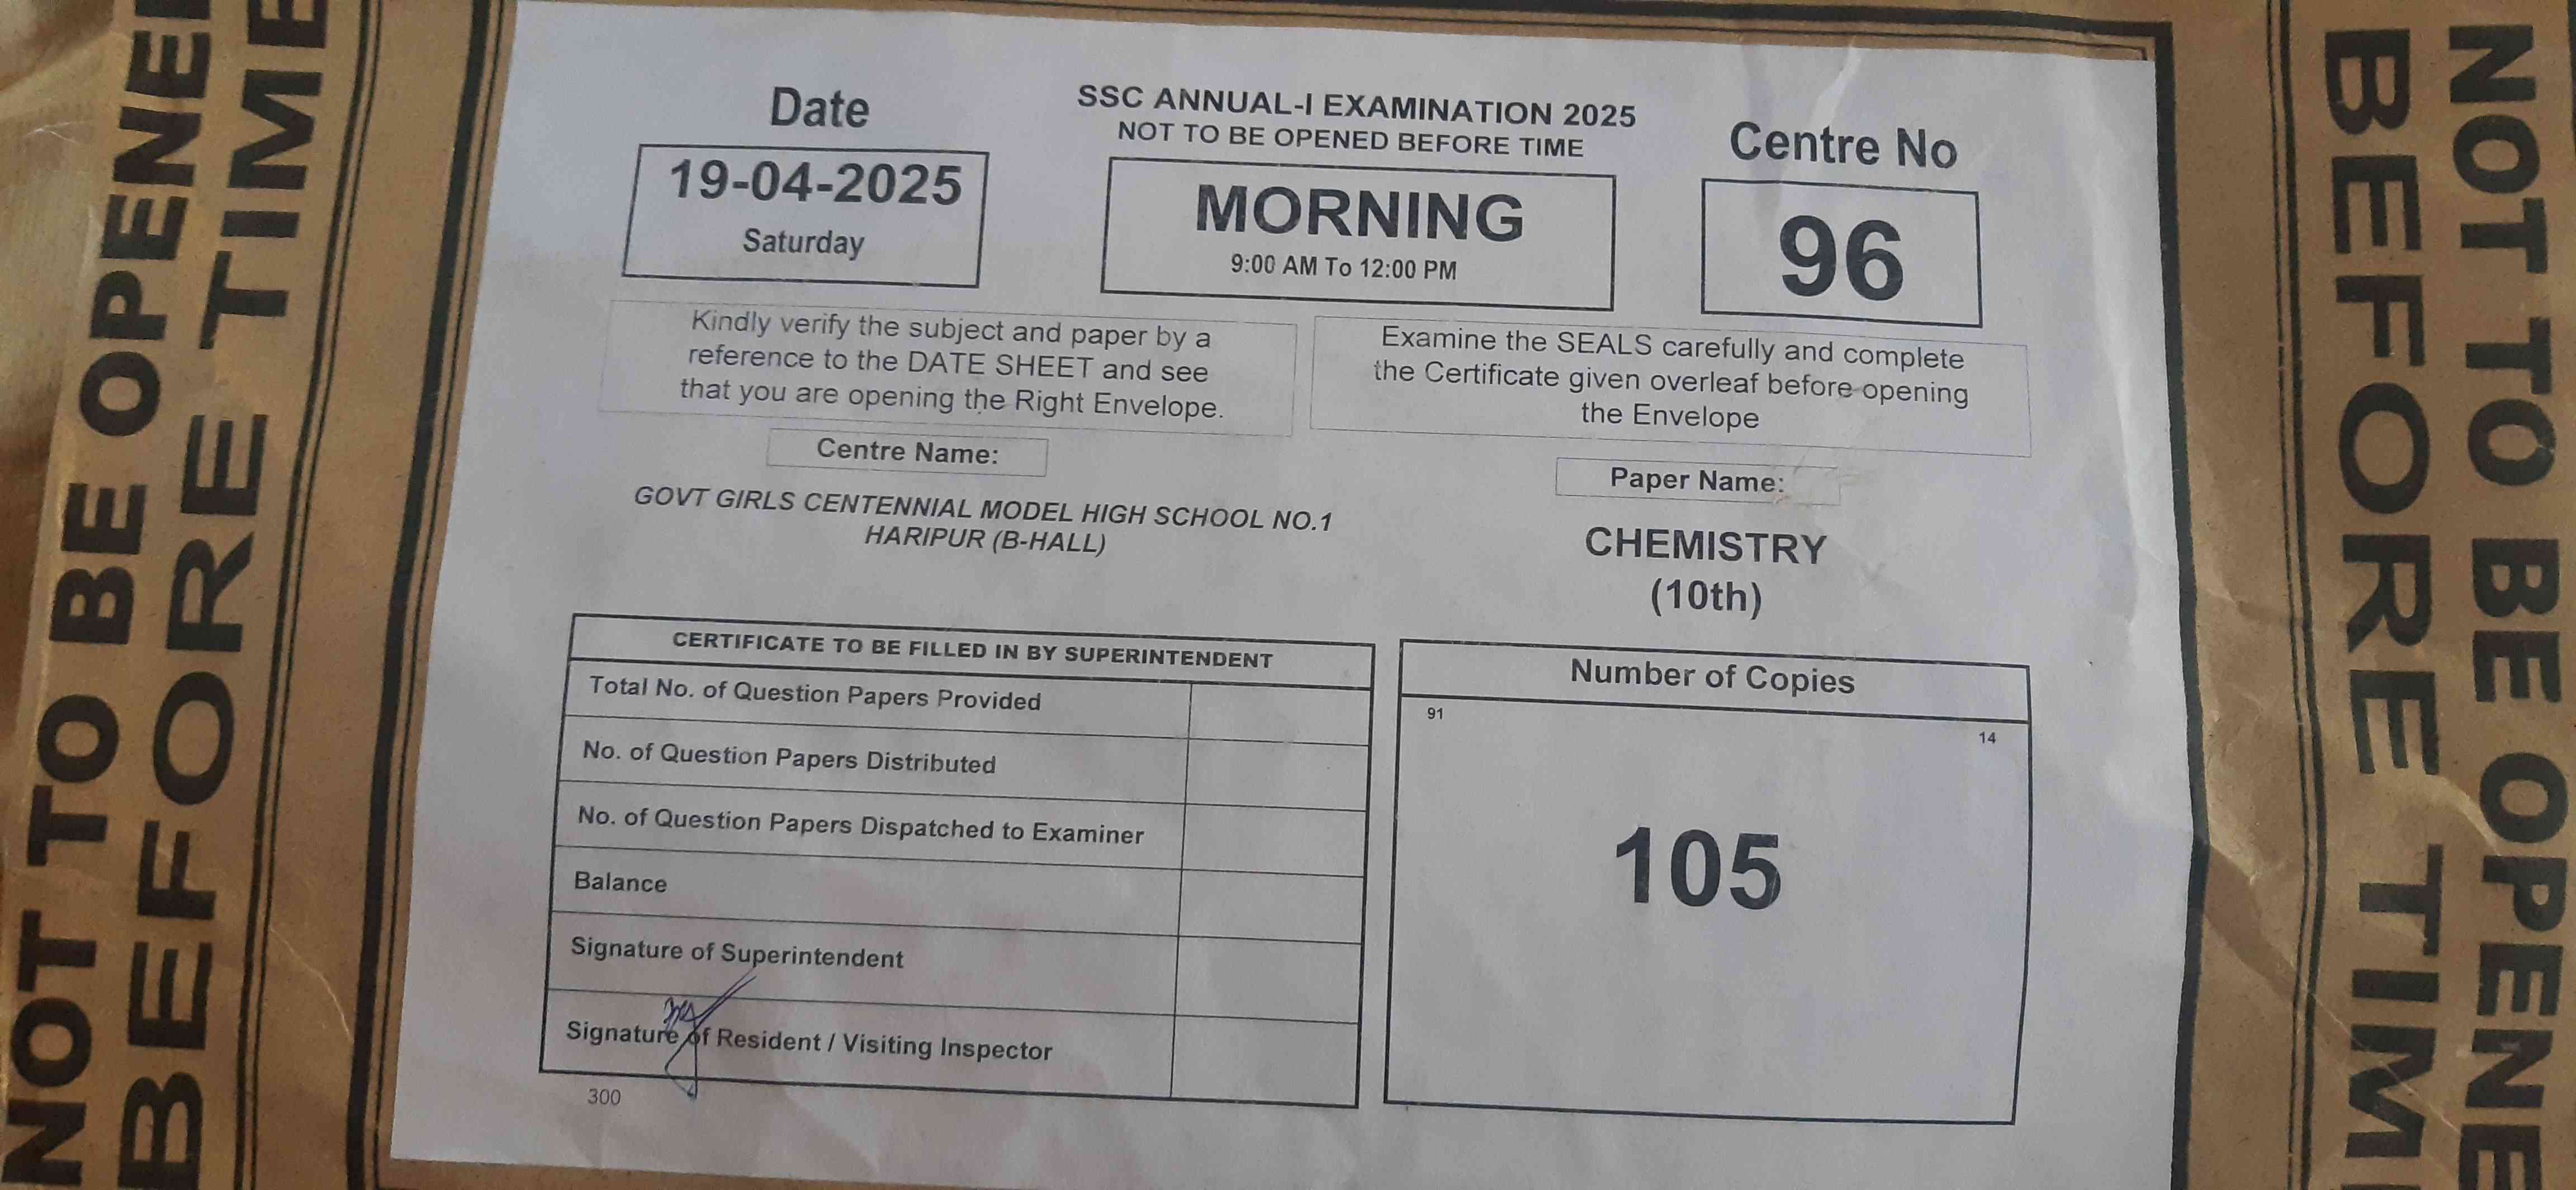 NOT TO BE OPENE
BEFORE TIME
Date
19-04-2025
Saturday
SSC ANNUAL-I EXAMINATION 2025
NOT TO BE OPENED BEFORE TIME
MORNING
9:00 AM To 12:00 PM
Centre No
96
Kindly verify the subject and paper by a
reference to the DATE SHEET and see
that you are opening the Right Envelope.
Examine the SEALS carefully and complete
the Certificate given overleaf before opening
the Envelope
Centre Name:
GOVT GIRLS CENTENNIAL MODEL HIGH SCHOOL NO.1
HARIPUR (B-HALL)
Paper Name:
CHEMISTRY
(10th)
CERTIFICATE TO BE FILLED IN BY SUPERINTENDENT
Total No. of Question Papers Provided
No. of Question Papers Distributed
No. of Question Papers Dispatched to Examiner
Balance
Signature of Superintendent
Signature of Resident / Visiting Inspector
300
Number of Copies
91
14
105
NOT TO BE OPENE
BEFORE TIM